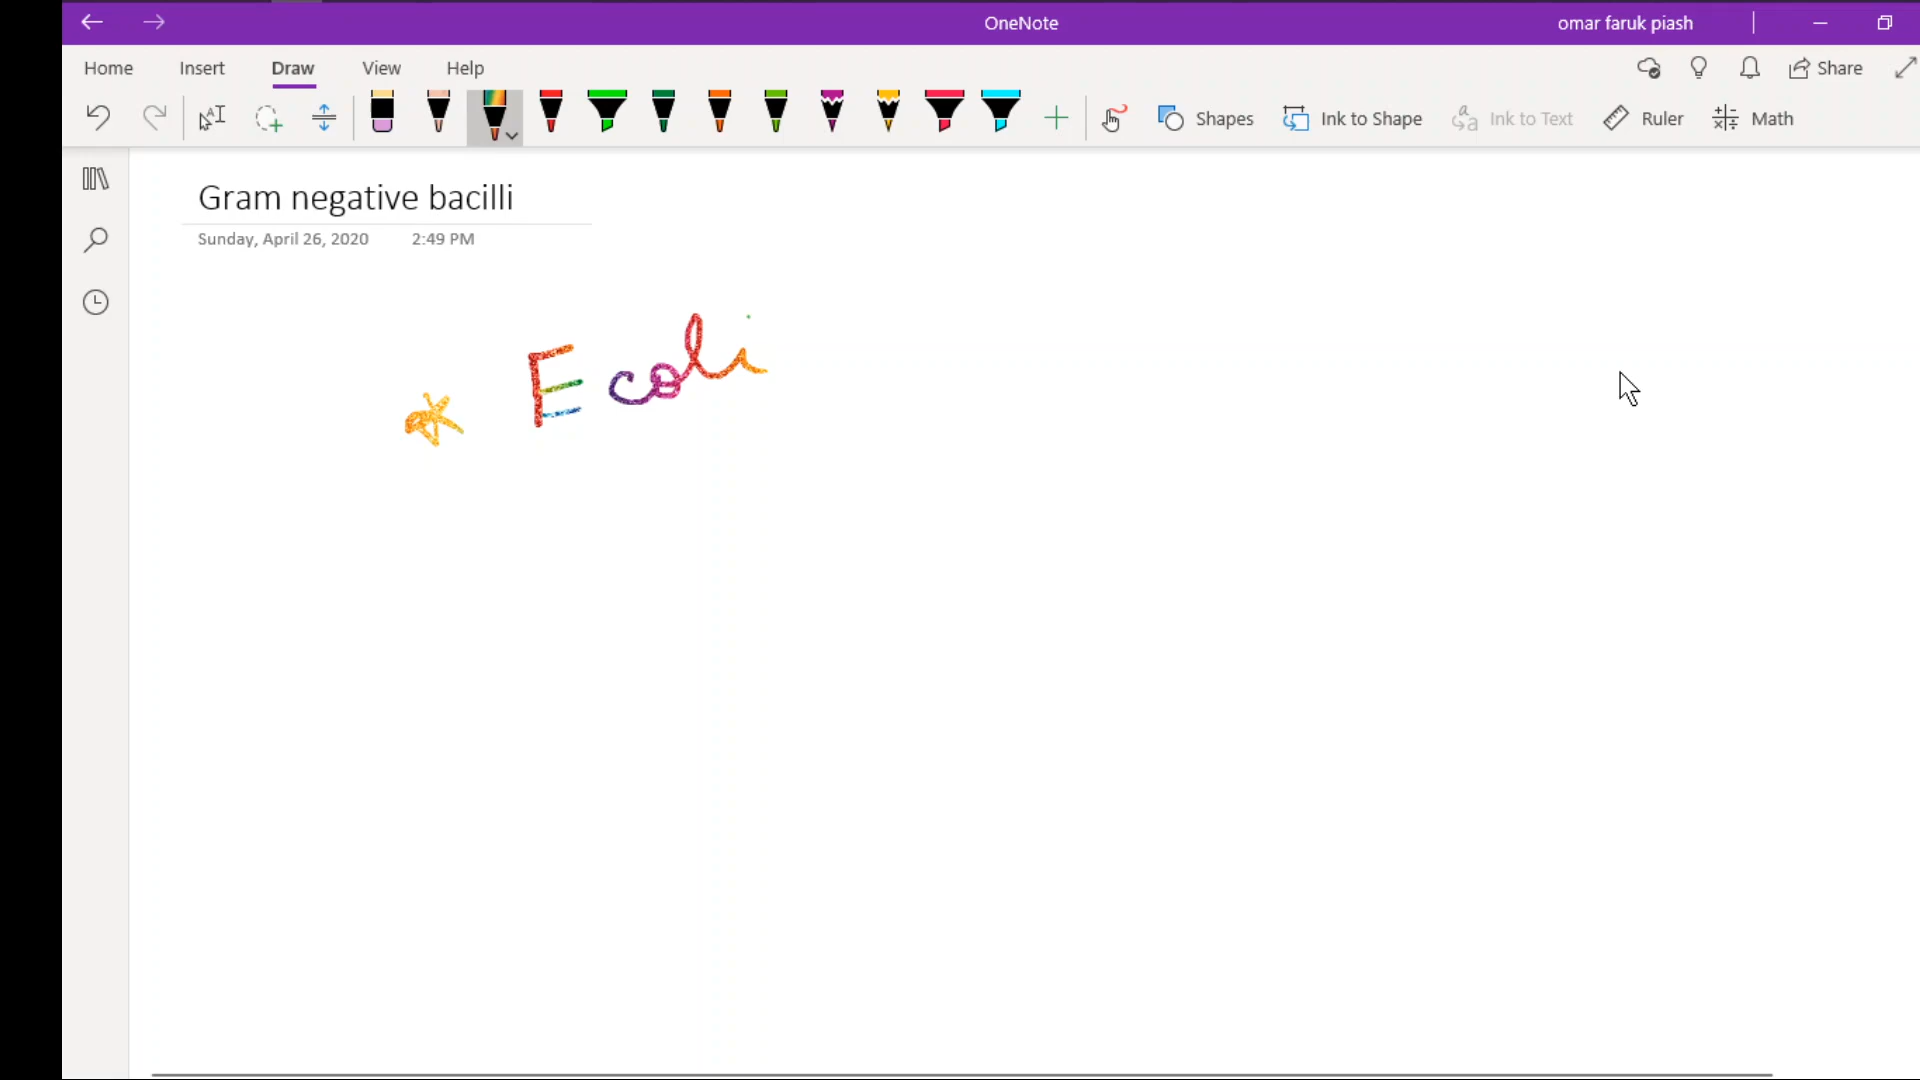 OneNote omar faruk piash
Home Insert Draw View Help Share
Shapes Ink to Shape Ink to Text Ruler Math
Gram negative bacilli
Sunday, April 26, 2020 2:49 PM
* E coli